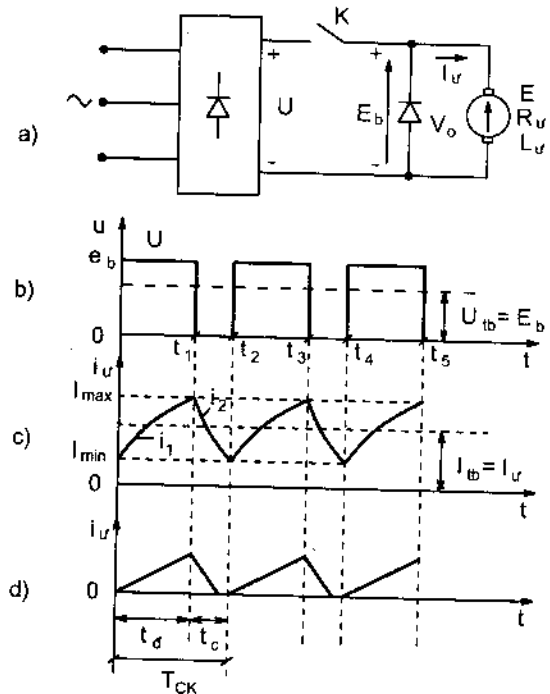 K
+ +
I_ư
E
R_ư
L_ư
U
E_b
V_o
- -
~
a)
u
e_b
U
b)
U_tb = E_b
0
t_1 t_2 t_3 t_4 t_5
t
i_ư
I_max
i_2
c)
i_1
I_min
I_tb = I_ư
0
t
i_ư
d)
0
t
t_đ t_c
T_CK